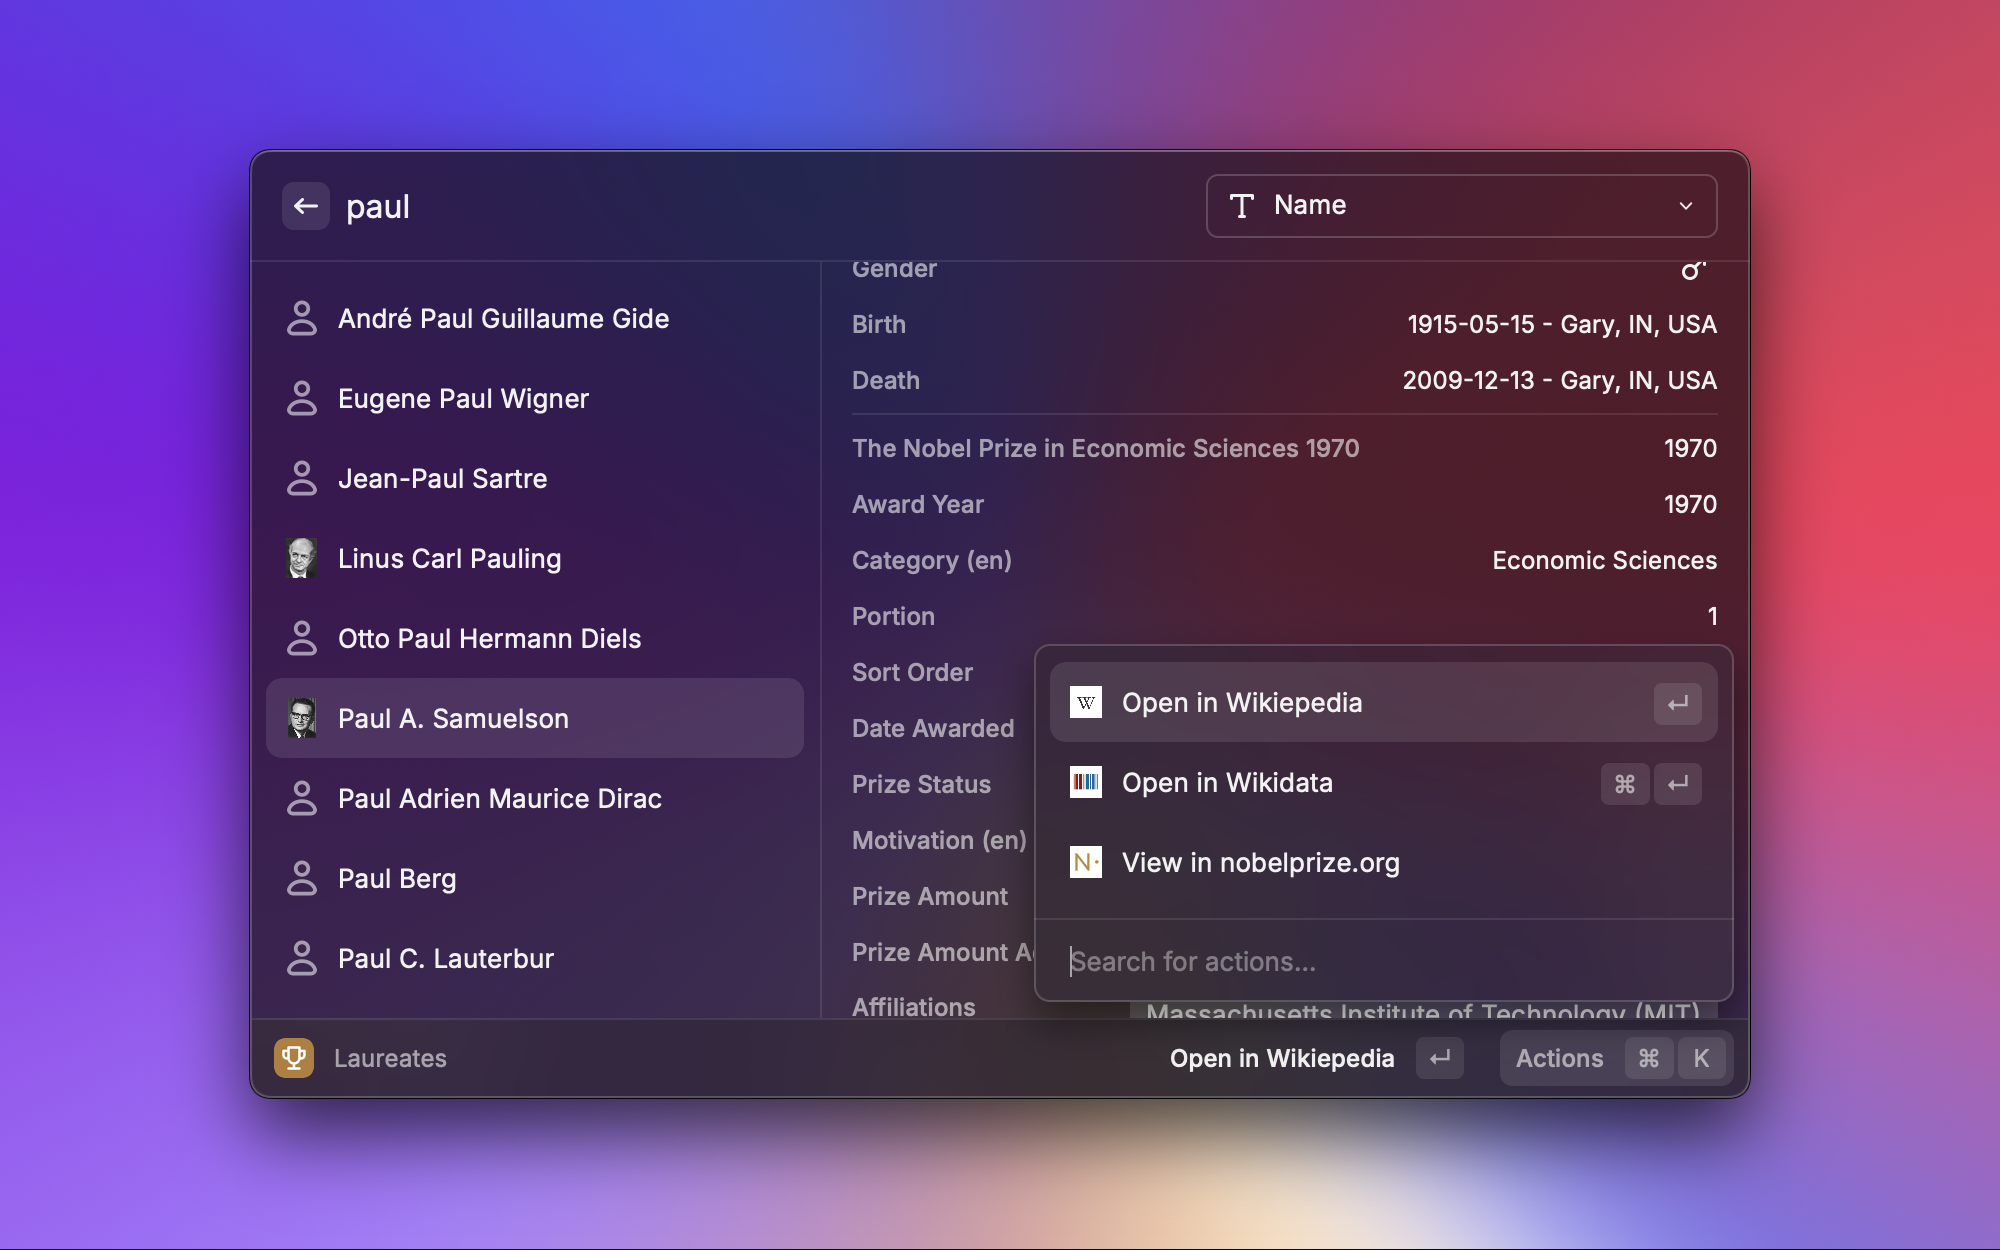 paul
Name
André Paul Guillaume Gide
Eugene Paul Wigner
Jean-Paul Sartre
Linus Carl Pauling
Otto Paul Hermann Diels
Paul A. Samuelson
Paul Adrien Maurice Dirac
Paul Berg
Paul C. Lauterbur
Gender
Birth 1915-05-15 - Gary, IN, USA
Death 2009-12-13 - Gary, IN, USA
The Nobel Prize in Economic Sciences 1970 1970
Award Year 1970
Category (en) Economic Sciences
Portion 1
Sort Order
Date Awarded
Prize Status
Motivation (en)
Prize Amount
Prize Amount A
Affiliations
Massachusetts Institute of Technology (MIT)
W Open in Wikiepedia ↵
Open in Wikidata ⌘ ↵
N· View in nobelprize.org
Search for actions...
Laureates
Open in Wikiepedia ↵
Actions ⌘ K